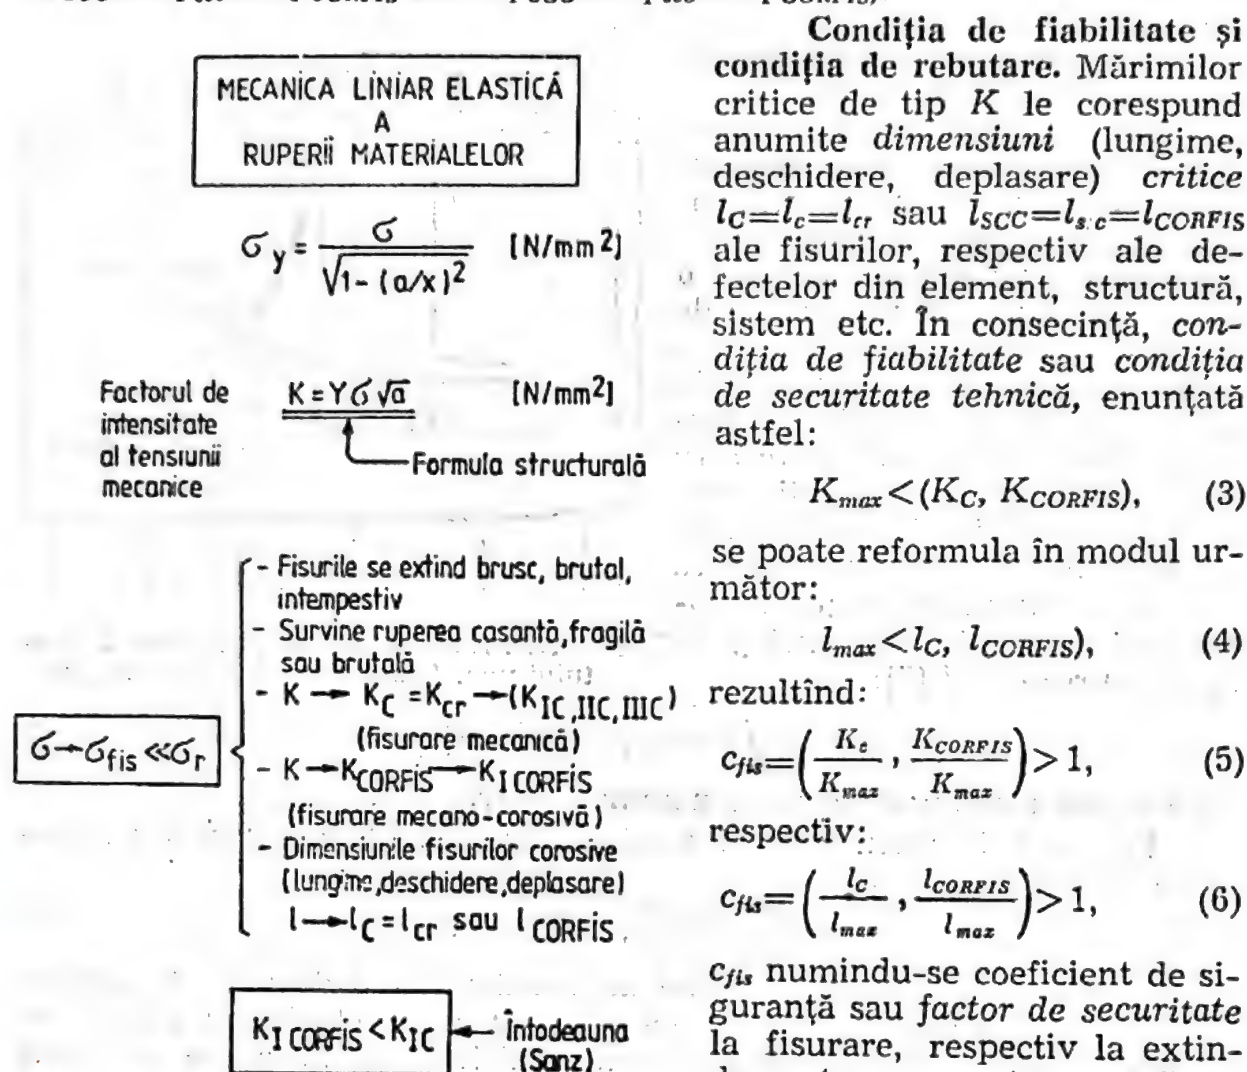 MECANICA LINIAR ELASTICĂ
A
RUPERII MATERIALELOR
σy = σ / √(1 - (a/x)²) [N/mm²]
Factorul de
intensitate
al tensiunii
mecanice
K = Yσ√a [N/mm²]
Formula structurală
σ→σfis ≪σr
- Fisurile se extind brusc, brutal,
intempestiv
- Survine ruperea casantă, fragilă
sau brutală
- K → KC = Kcr → (KIC, IIC, IIIC)
(fisurare mecanică)
- K → KCORFIS → KI CORFIS
(fisurare mecano-corosivă)
- Dimensiunile fisurilor corosive
(lungime, deschidere, deplasare)
l → lC = lcr sau lCORFIS
KI CORFIS < KIC
Întodeauna
(Sanz)
Condiția de fiabilitate și
condiția de rebutare. Mărimilor
critice de tip K le corespund
anumite dimensiuni (lungime,
deschidere, deplasare) critice
lC=lc=lcr sau lSCC=ls.c=lCORFIS
ale fisurilor, respectiv ale de-
fectelor din element, structură,
sistem etc. În consecință, con-
diția de fiabilitate sau condiția
de securitate tehnică, enunțată
astfel:
Kmax<(KC, KCORFIS), (3)
se poate reformula în modul ur-
mător:
lmax<lC, lCORFIS), (4)
rezultînd:
cfis=(Kc/Kmax, KCORFIS/Kmax)>1, (5)
respectiv:
cfis=(lC/lmax, lCORFIS/lmax)>1, (6)
cfis numindu-se coeficient de si-
guranță sau factor de securitate
la fisurare, respectiv la extin-